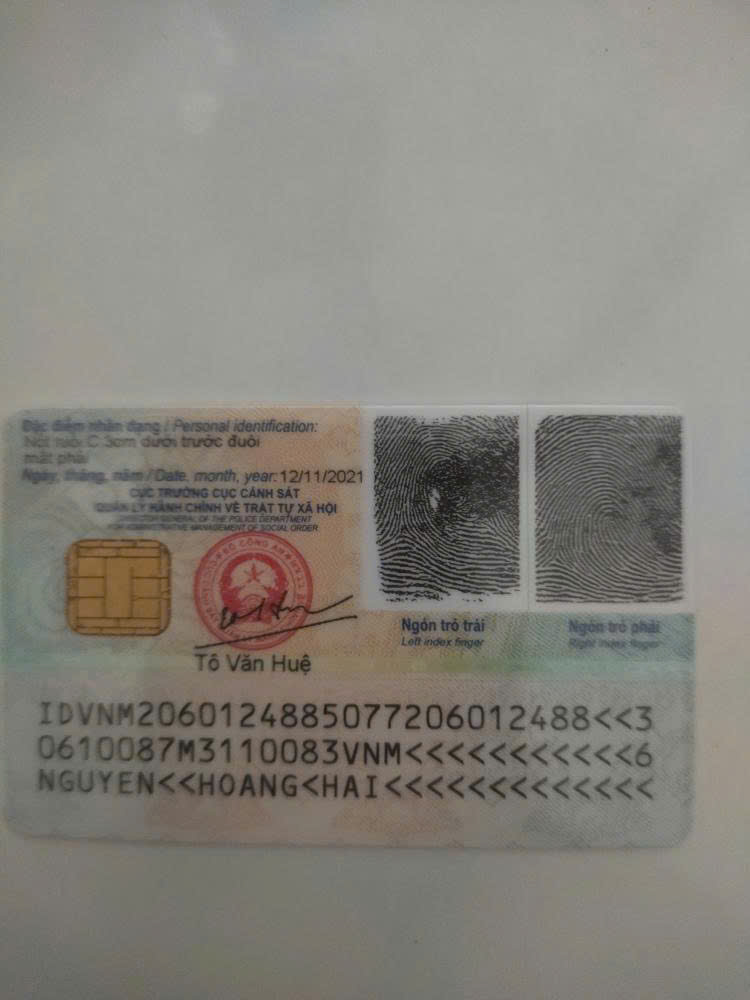 Đặc điểm nhân dạng / Personal identification:
Nốt ruồi C 3cm dưới trước đuôi
mắt phải
Ngày, tháng, năm / Date, month, year: 12/11/2021
CỤC TRƯỞNG CỤC CẢNH SÁT
QUẢN LÝ HÀNH CHÍNH VỀ TRẬT TỰ XÃ HỘI
DIRECTOR GENERAL OF THE POLICE DEPARTMENT
FOR ADMINISTRATIVE MANAGEMENT OF SOCIAL ORDER
Tô Văn Huệ
Ngón trỏ trái
Left index finger
Ngón trỏ phải
Right index finger
IDVNM2060124885077206012488<<3
0610087M3110083VNM<<<<<<<<<<<6
NGUYEN<<HOANG<HAI<<<<<<<<<<<<<